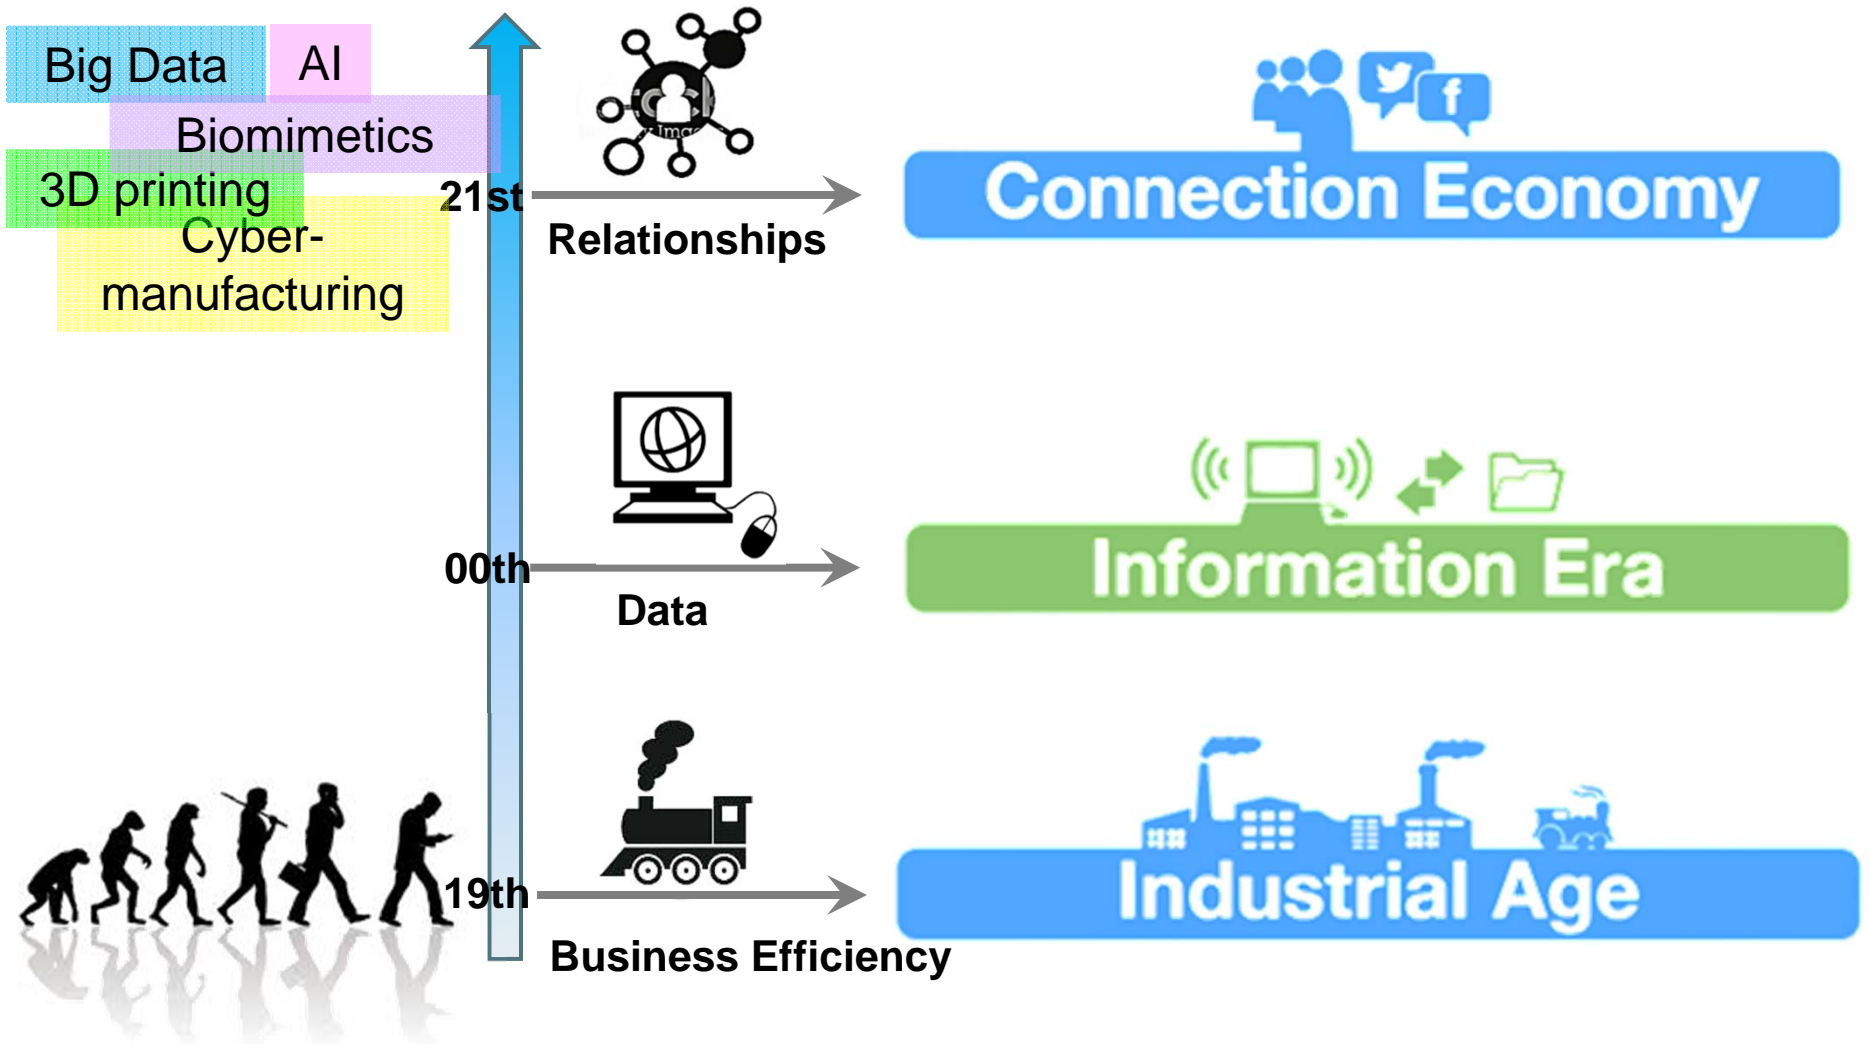 Big Data
AI
Biomimetics
3D printing
Cyber-
manufacturing
21st
Relationships
Connection Economy
00th
Data
Information Era
19th
Business Efficiency
Industrial Age